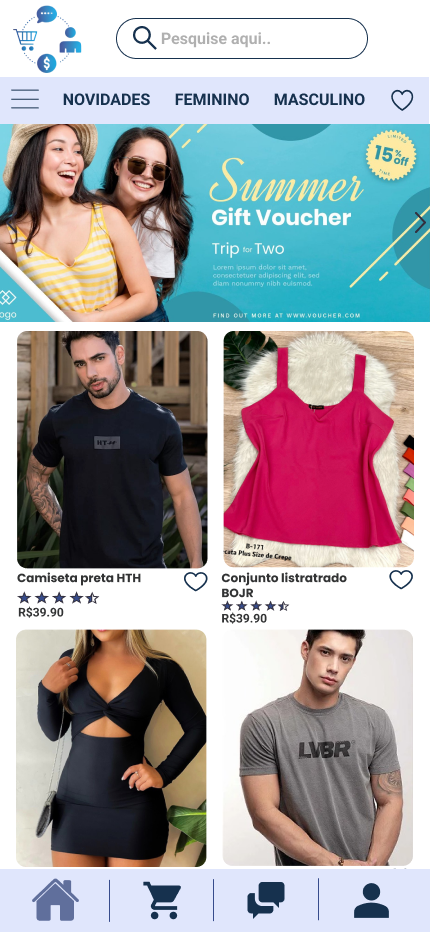 Pesquise aqui..
NOVIDADES FEMININO MASCULINO
LIMITED
15% off
TIME
Summer
Gift Voucher
Trip for Two
Lorem ipsum dolor sit amet,
consectetuer adipiscing elit, sed
diam nonummy nibh euismod.
ogo
FIND OUT MORE AT WWW.VOUCHER.COM
B-171
cata Plus Size de Crepe
Camiseta preta HTH
R$39.90
Conjunto listratrado
BOJR
R$39.90
LVBR